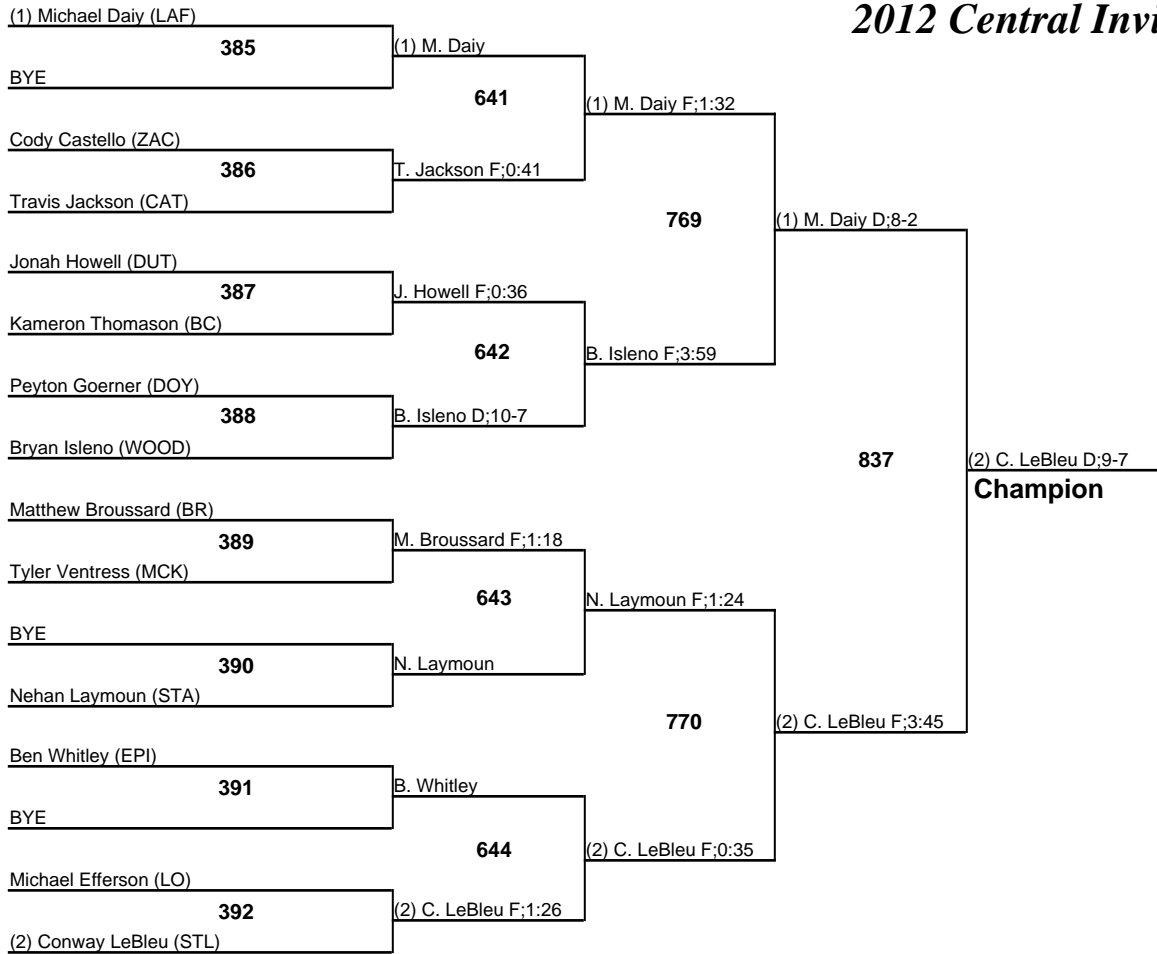 2012 Central Invi
(1) Michael Daiy (LAF)
385
BYE
(1) M. Daiy
641
Cody Castello (ZAC)
386
Travis Jackson (CAT)
T. Jackson F;0:41
(1) M. Daiy F;1:32
769
Jonah Howell (DUT)
387
Kameron Thomason (BC)
J. Howell F;0:36
642
Peyton Goerner (DOY)
388
Bryan Isleno (WOOD)
B. Isleno D;10-7
B. Isleno F;3:59
(1) M. Daiy D;8-2
837
Matthew Broussard (BR)
389
Tyler Ventress (MCK)
M. Broussard F;1:18
643
BYE
390
Nehan Laymoun (STA)
N. Laymoun
N. Laymoun F;1:24
770
Ben Whitley (EPI)
391
BYE
B. Whitley
644
Michael Efferson (LO)
392
(2) Conway LeBleu (STL)
(2) C. LeBleu F;1:26
(2) C. LeBleu F;0:35
(2) C. LeBleu F;3:45
(2) C. LeBleu D;9-7
Champion